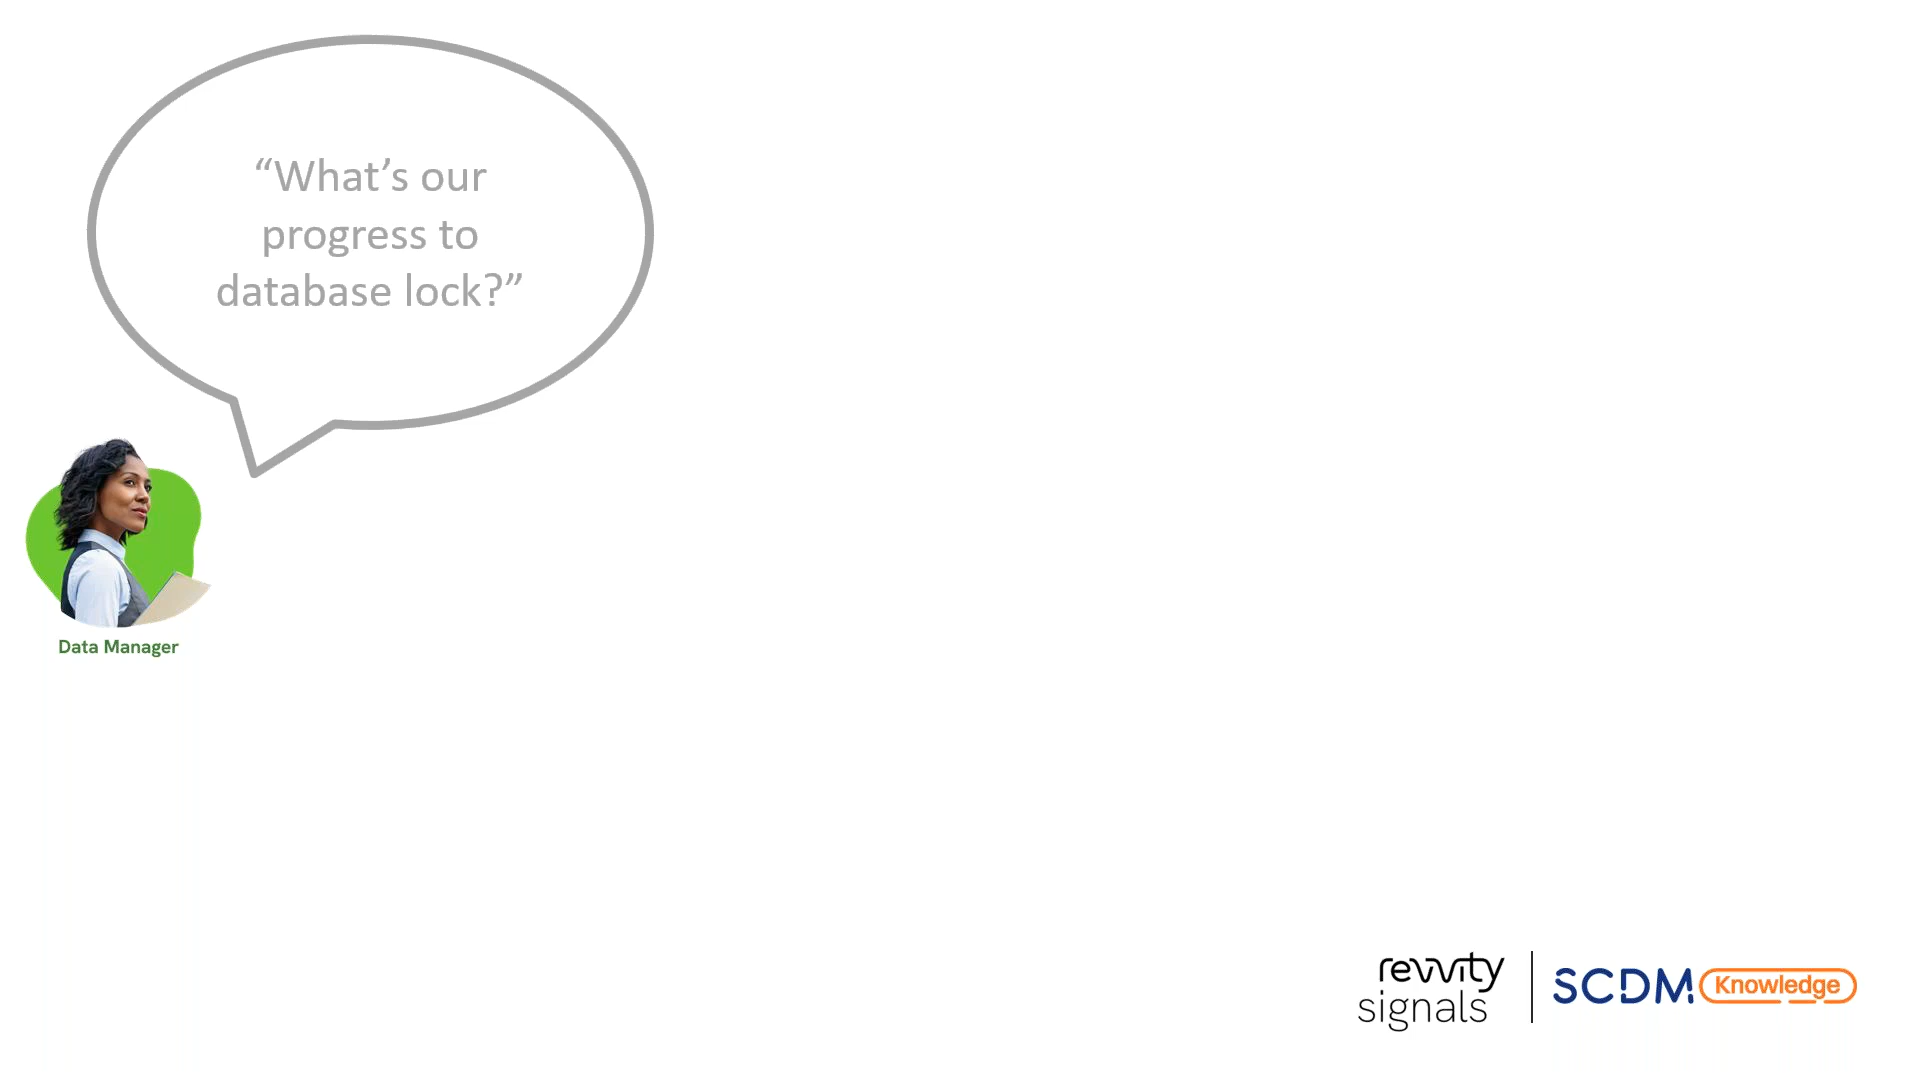 “What’s our
progress to
database lock?”
Data Manager
revvity
signals
SCDM Knowledge